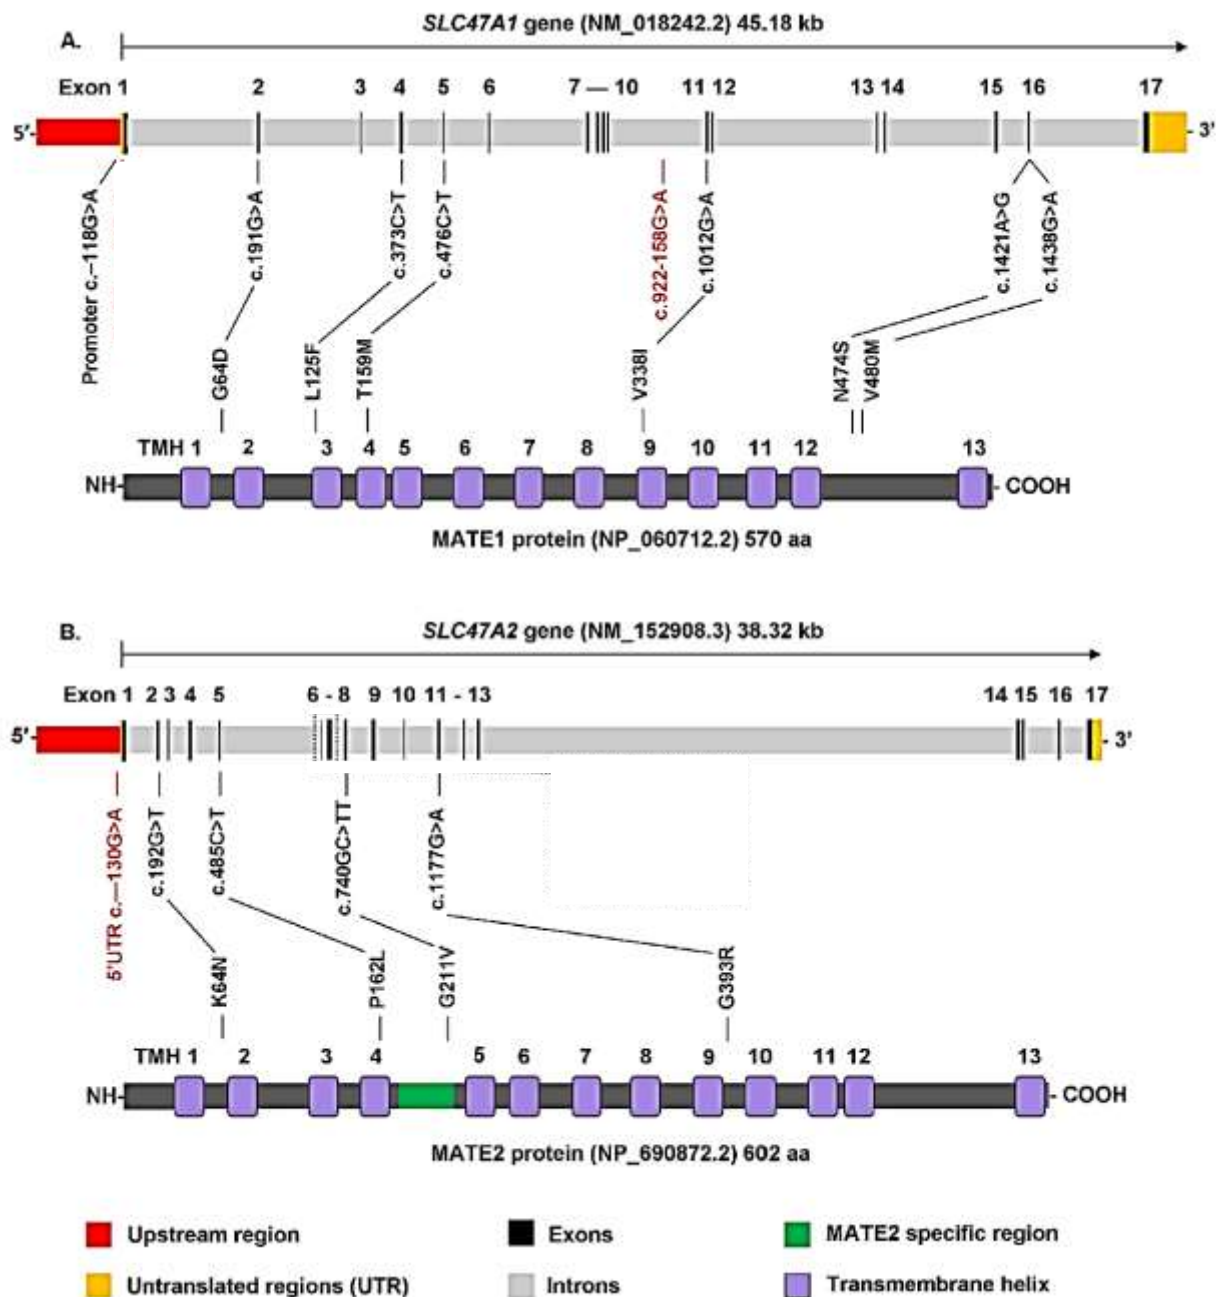 SLC47A1 gene (NM_018242.2) 45.18 kb
A.
Exon 1 2 3 4 5 6 7 — 10 11 12 13 14 15 16 17
5'- - 3'
Promoter c.–118G>A
c.191G>A
c.373C>T
c.476C>T
c.922-158G>A
c.1012G>A
c.1421A>G
c.1438G>A
G64D
L125F
T159M
V338I
N474S
V480M
TMH 1 2 3 4 5 6 7 8 9 10 11 12 13
NH- - COOH
MATE1 protein (NP_060712.2) 570 aa
B.
SLC47A2 gene (NM_152908.3) 38.32 kb
Exon 1 2 3 4 5 6 - 8 9 10 11 - 13 14 15 16 17
5'- - 3'
5'UTR c.—130G>A
c.192G>T
c.485C>T
c.740GC>TT
c.1177G>A
K64N
P162L
G211V
G393R
TMH 1 2 3 4 5 6 7 8 9 10 11 12 13
NH- - COOH
MATE2 protein (NP_690872.2) 602 aa
Upstream region
Exons
MATE2 specific region
Untranslated regions (UTR)
Introns
Transmembrane helix